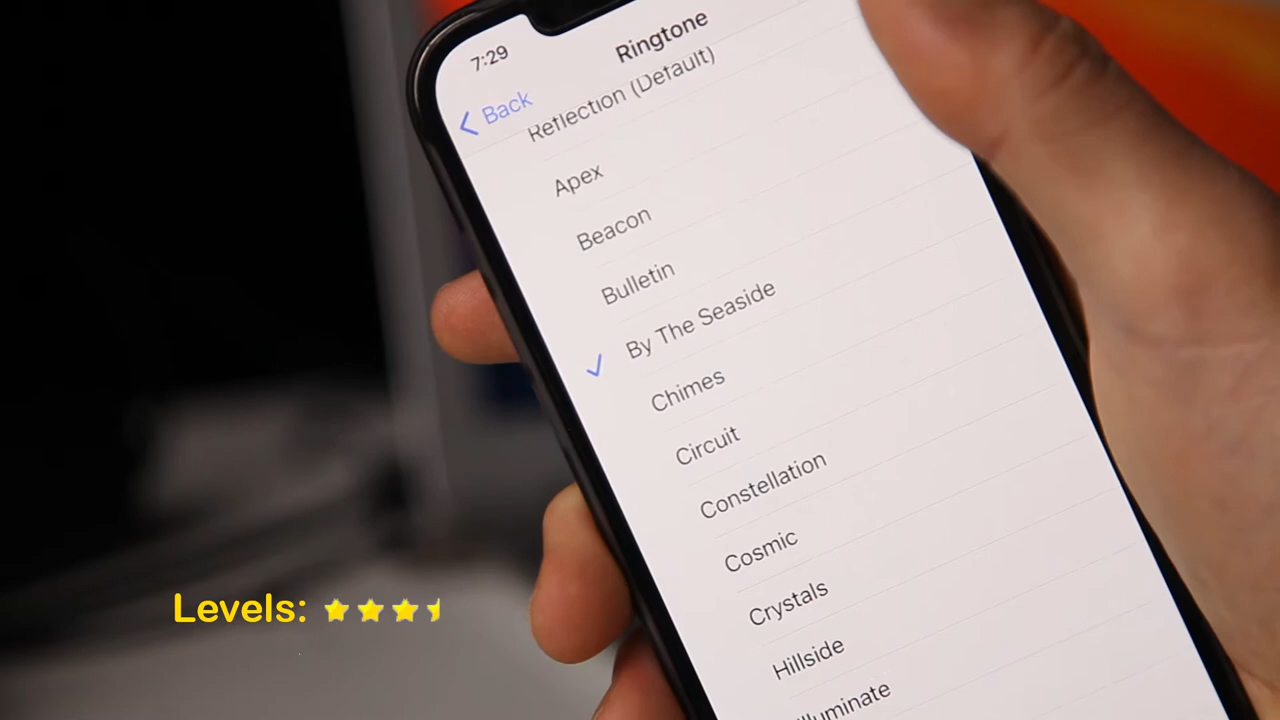 7:29
Ringtone
Back
Reflection (Default)
Apex
Beacon
Bulletin
By The Seaside
Chimes
Circuit
Constellation
Cosmic
Crystals
Hillside
Illuminate
Levels: